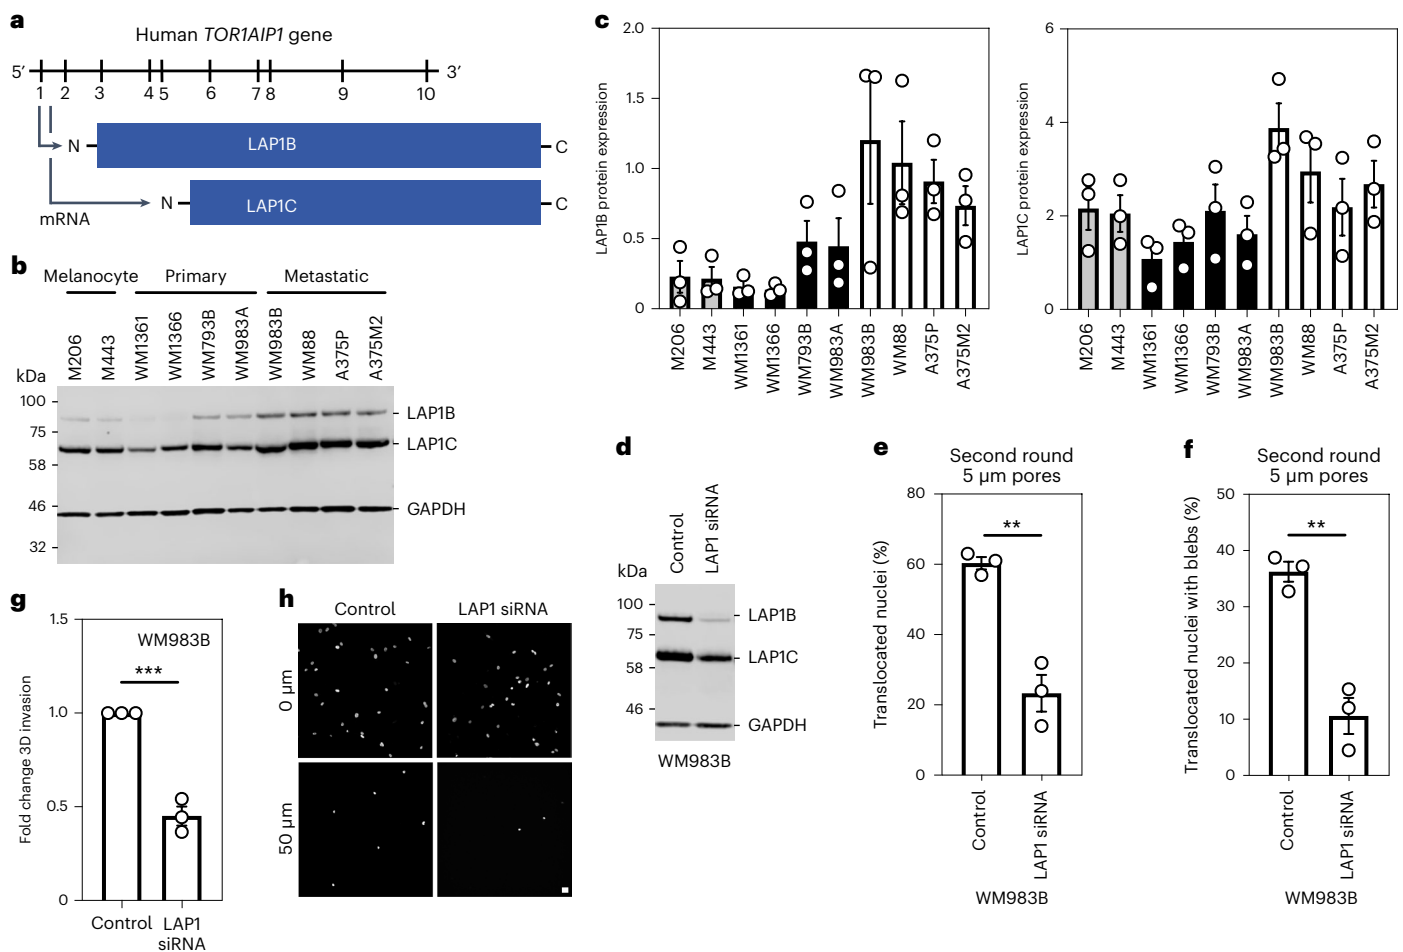 a
Human TOR1AIP1 gene
5′ 3′
1 2 3 4 5 6 7 8 9 10
N LAP1B C
N LAP1C C
mRNA
b
Melanocyte Primary Metastatic
M206 M443 WM1361 WM1366 WM793B WM983A WM983B WM88 A375P A375M2
kDa
100
75
58
46
32
LAP1B
LAP1C
GAPDH
c
LAP1B protein expression
2.0
1.5
1.0
0.5
0
M206 M443 WM1361 WM1366 WM793B WM983A WM983B WM88 A375P A375M2
LAP1C protein expression
6
4
2
0
M206 M443 WM1361 WM1366 WM793B WM983A WM983B WM88 A375P A375M2
d
Control LAP1 siRNA
kDa
100
75
58
46
LAP1B
LAP1C
GAPDH
WM983B
e
Second round
5 µm pores
Translocated nuclei (%)
80
60
40
20
0
**
Control LAP1 siRNA
WM983B
f
Second round
5 µm pores
Translocated nuclei with blebs (%)
50
40
30
20
10
0
**
Control LAP1 siRNA
WM983B
g
Fold change 3D invasion
1.5
1.0
0.5
0
WM983B
***
Control LAP1
siRNA
h
Control LAP1 siRNA
0 µm
50 µm